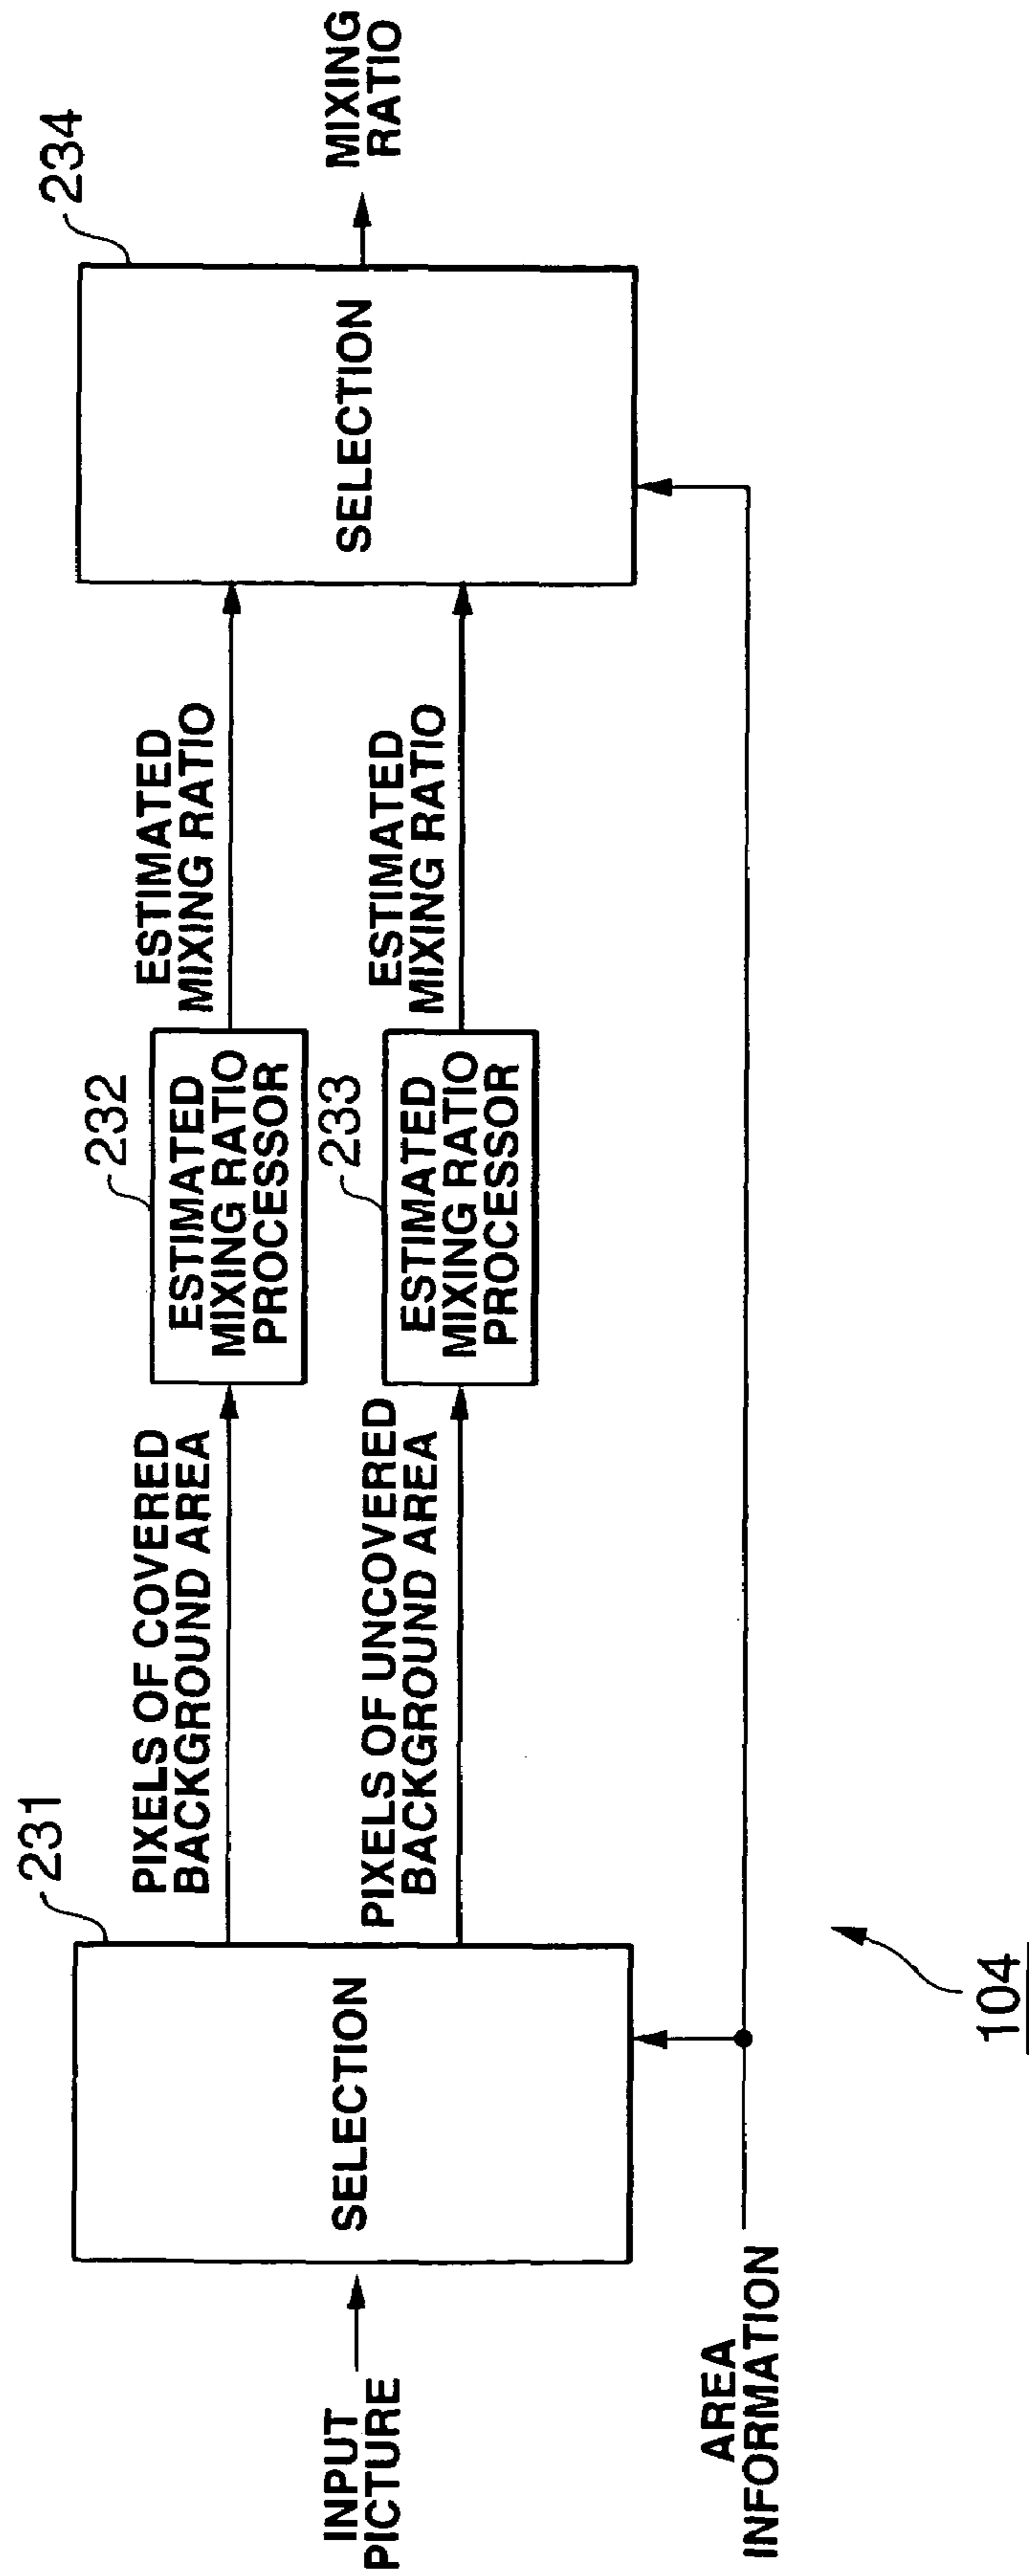 INPUT
PICTURE
AREA
INFORMATION
231
SELECTION
PIXELS OF COVERED
BACKGROUND AREA
PIXELS OF UNCOVERED
BACKGROUND AREA
232
ESTIMATED
MIXING RATIO
PROCESSOR
233
ESTIMATED
MIXING RATIO
PROCESSOR
ESTIMATED
MIXING RATIO
ESTIMATED
MIXING RATIO
234
SELECTION
MIXING
RATIO
104